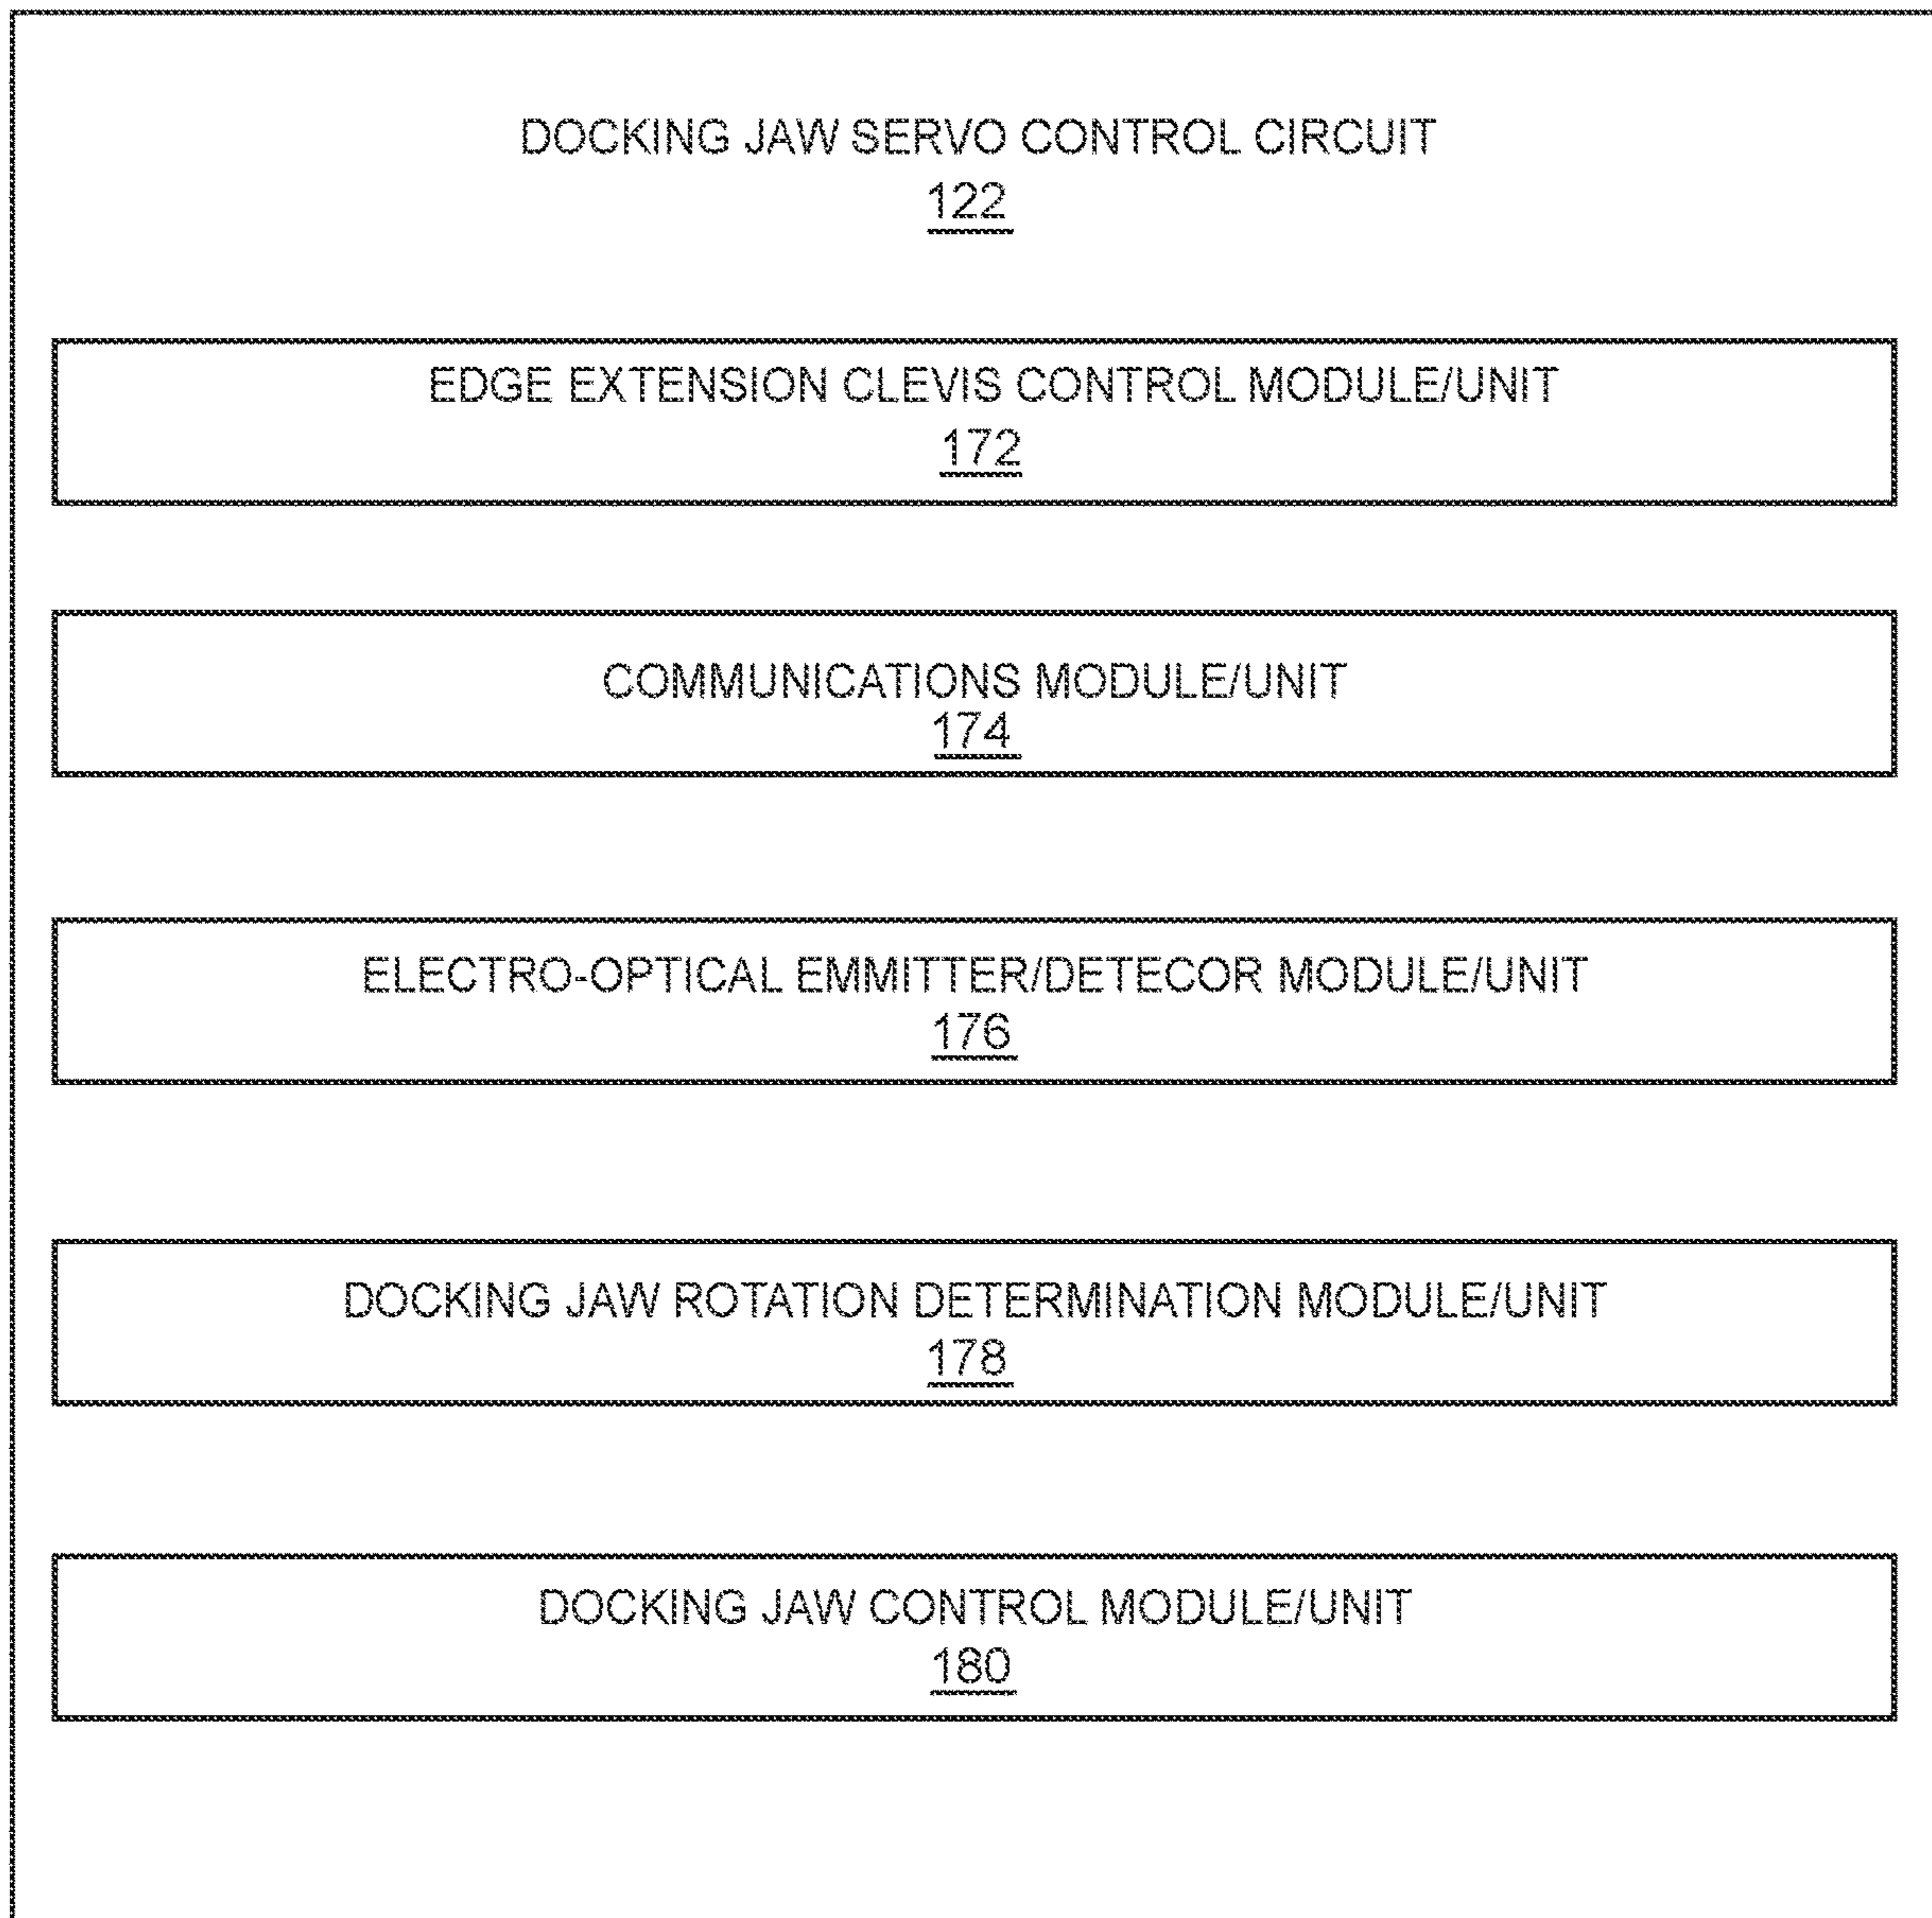 DOCKING JAW SERVO CONTROL CIRCUIT
122
EDGE EXTENSION CLEVIS CONTROL MODULE/UNIT
172
COMMUNICATIONS MODULE/UNIT
174
ELECTRO-OPTICAL EMMITTER/DETECOR MODULE/UNIT
176
DOCKING JAW ROTATION DETERMINATION MODULE/UNIT
178
DOCKING JAW CONTROL MODULE/UNIT
180